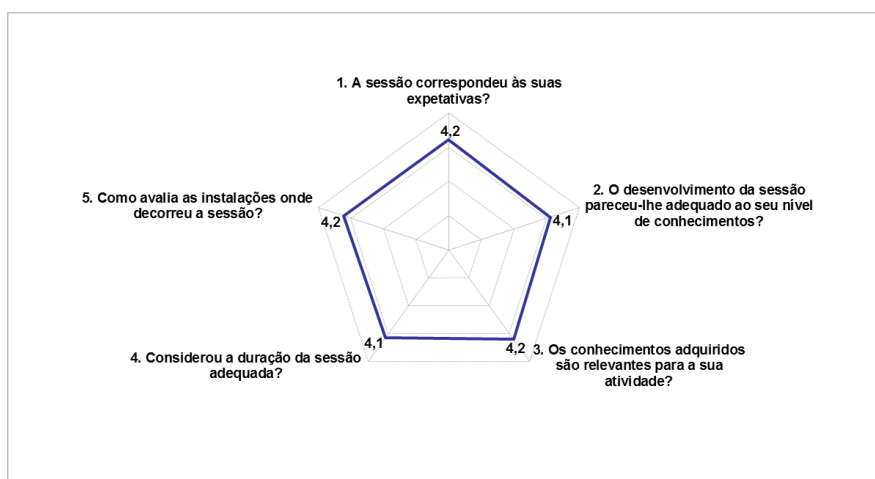 1. A sessão correspondeu às suas
expetativas?
4,2
2. O desenvolvimento da sessão
pareceu-lhe adequado ao seu nível
de conhecimentos?
4,1
3. Os conhecimentos adquiridos
são relevantes para a sua
atividade?
4,2
4. Considerou a duração da sessão
adequada?
4,1
5. Como avalia as instalações onde
decorreu a sessão?
4,2